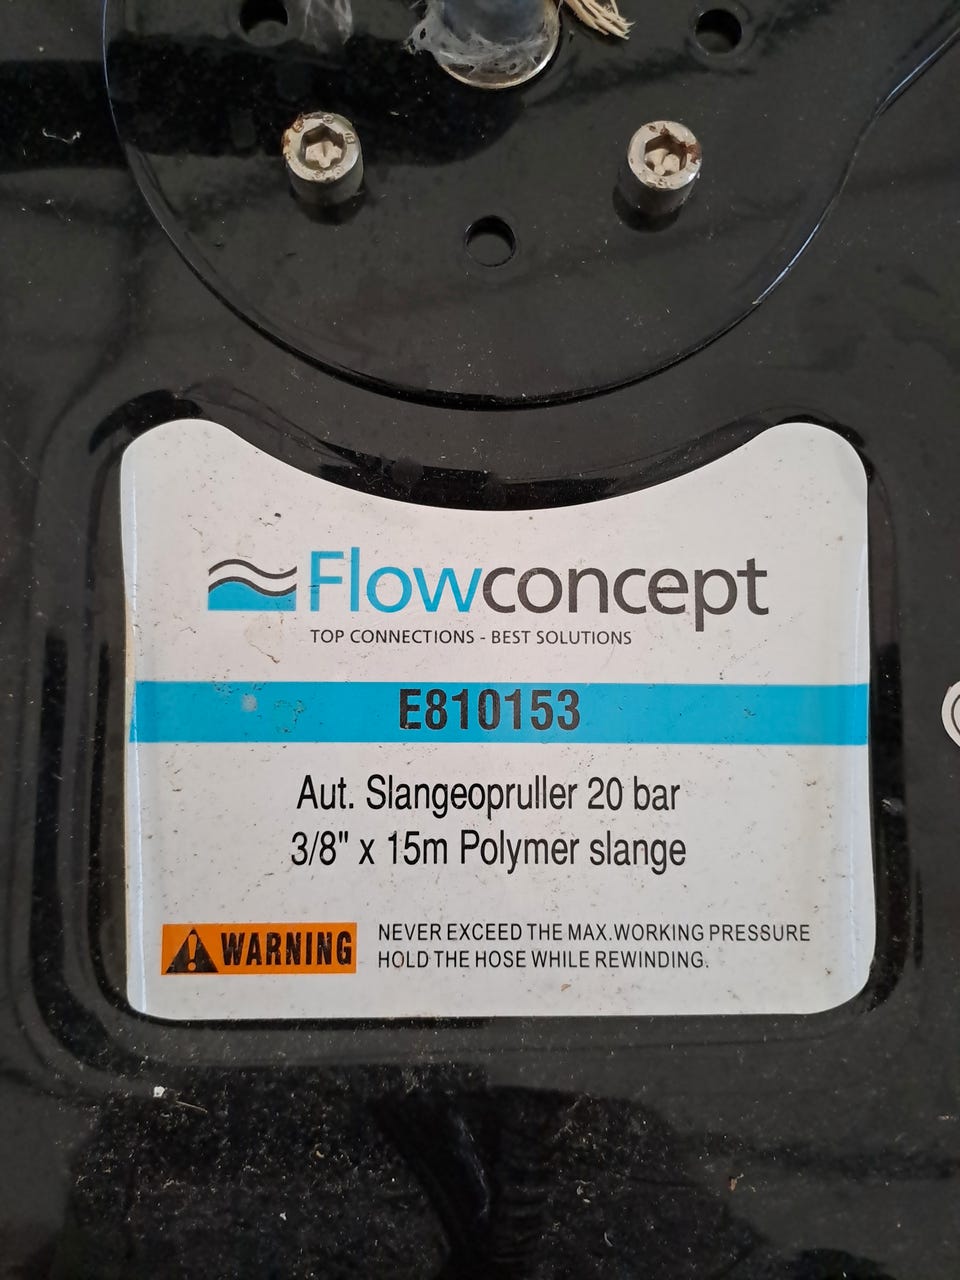 Flowconcept
TOP CONNECTIONS - BEST SOLUTIONS
E810153
Aut. Slangeopruller 20 bar
3/8" x 15m Polymer slange
WARNING
NEVER EXCEED THE MAX.WORKING PRESSURE
HOLD THE HOSE WHILE REWINDING.